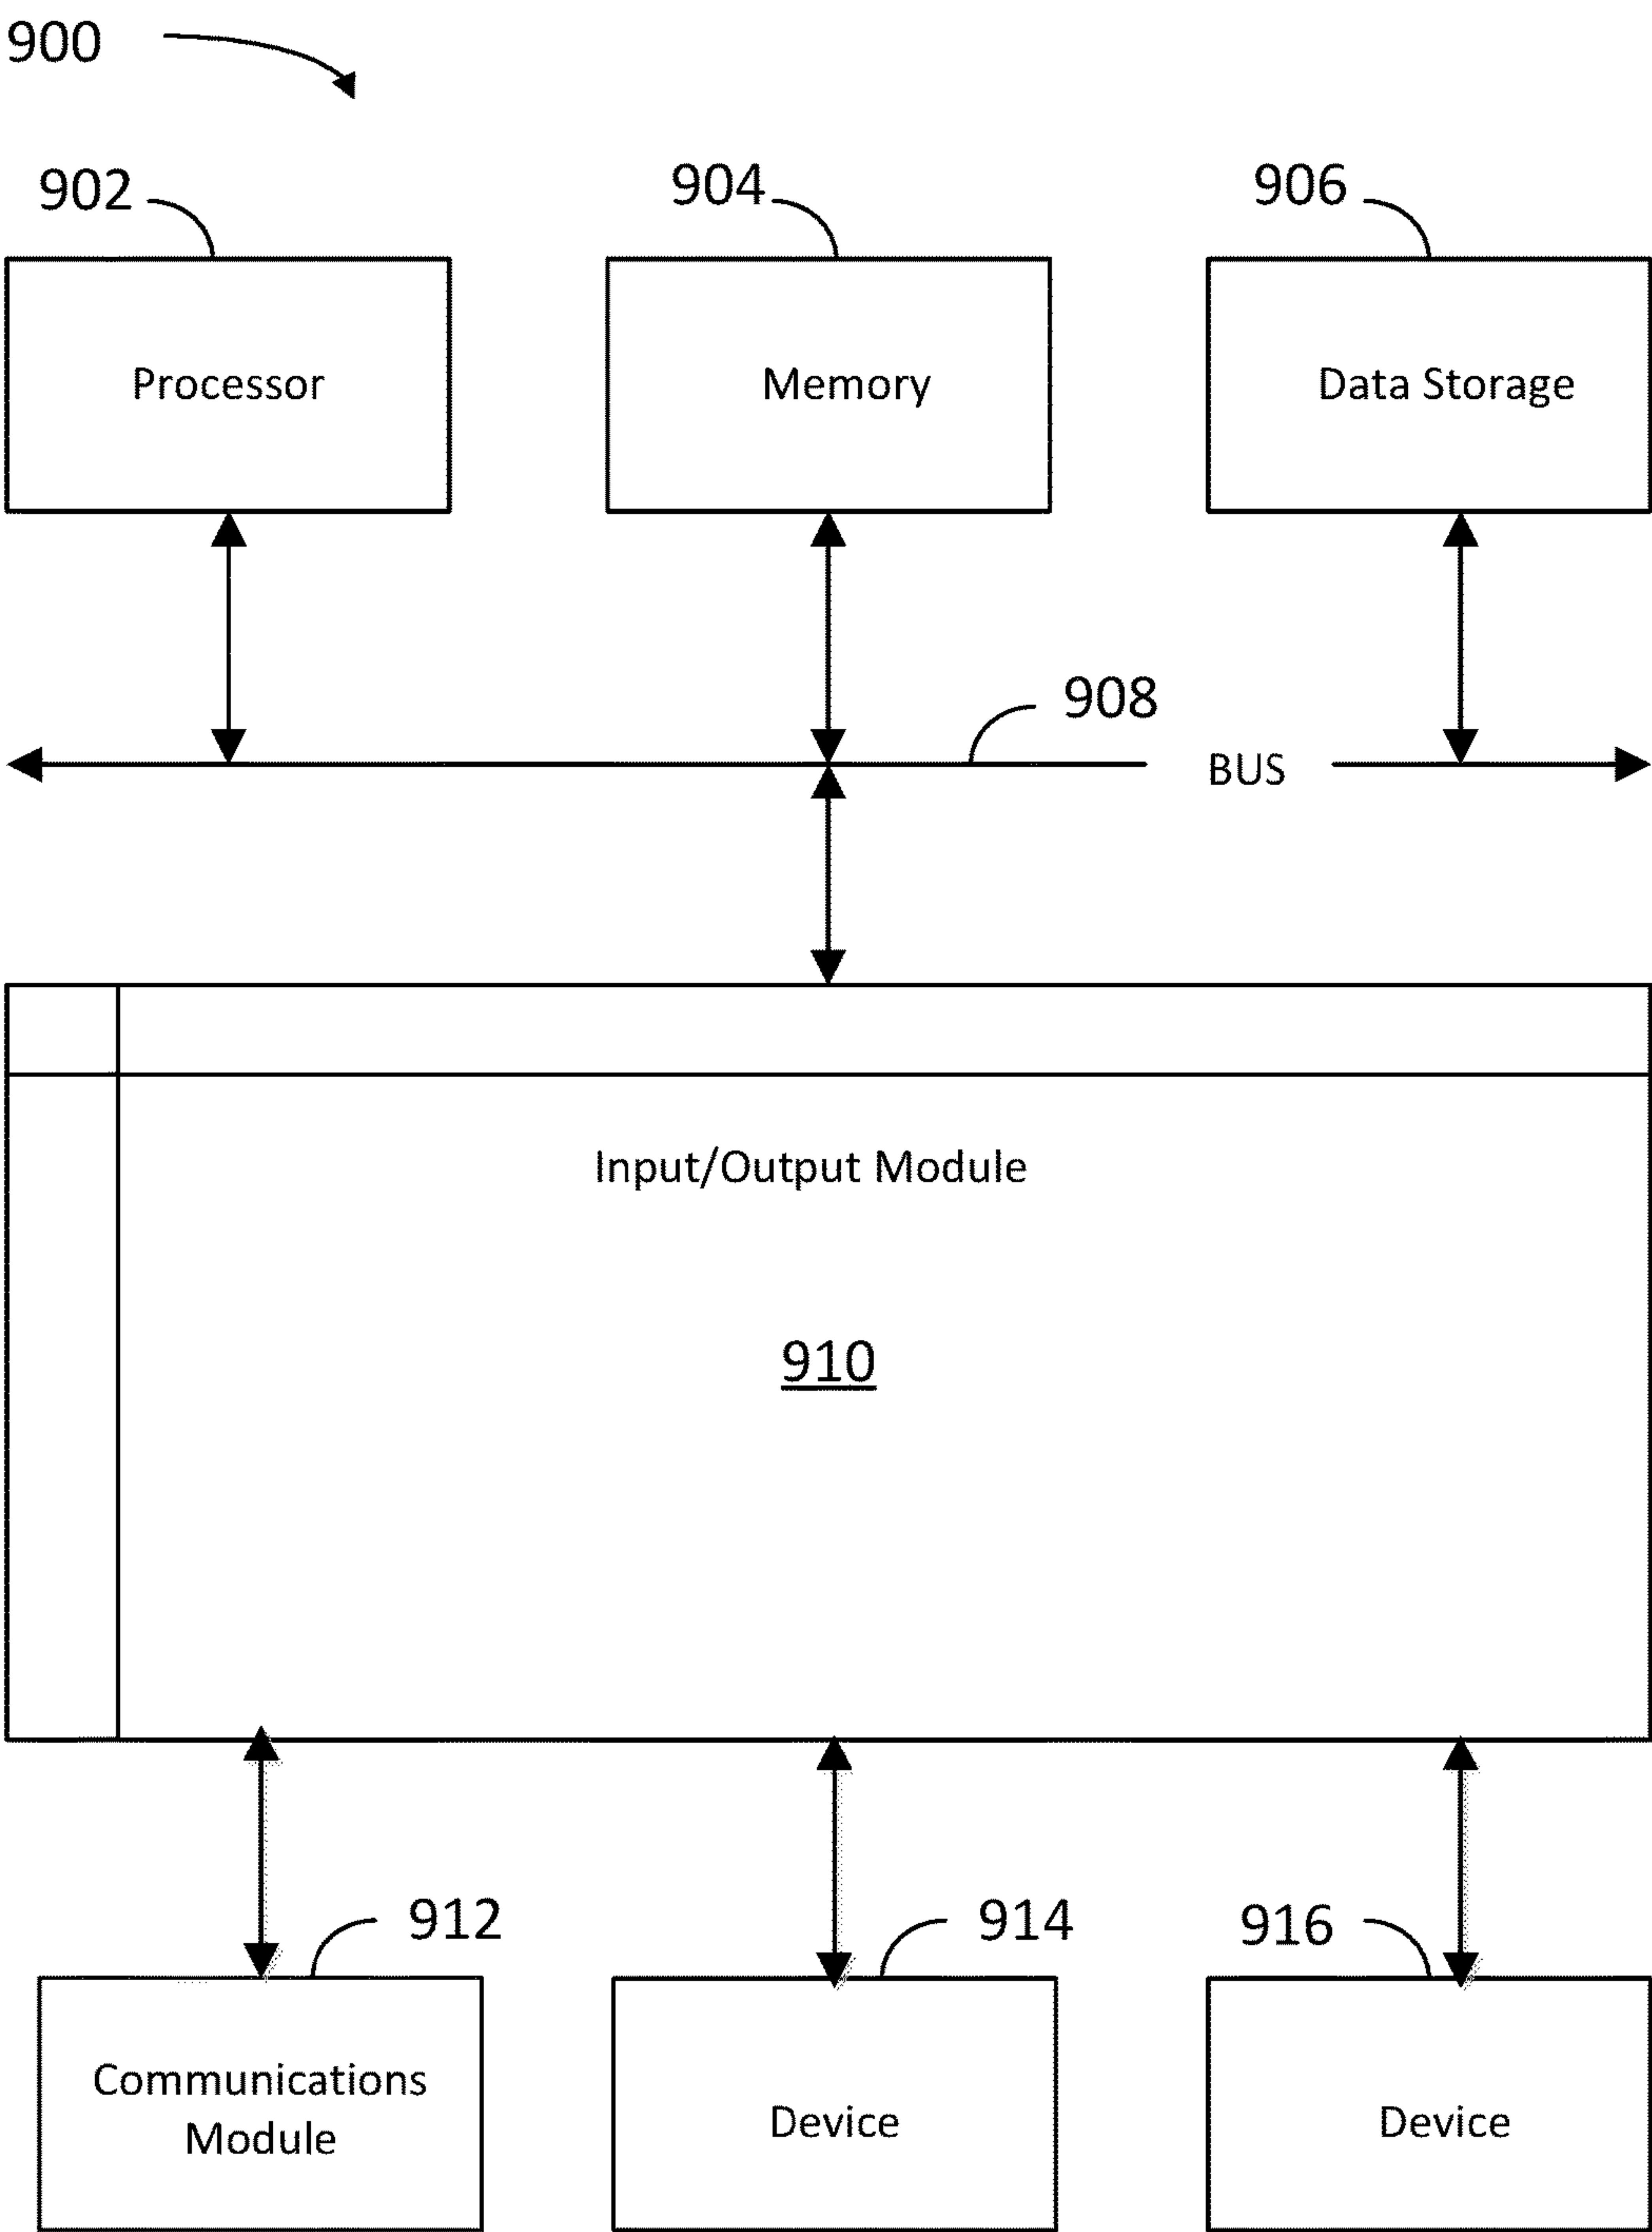 900
902
904
906
Processor
Memory
Data Storage
908
BUS
Input/Output Module
910
912
914
916
Communications
Module
Device
Device